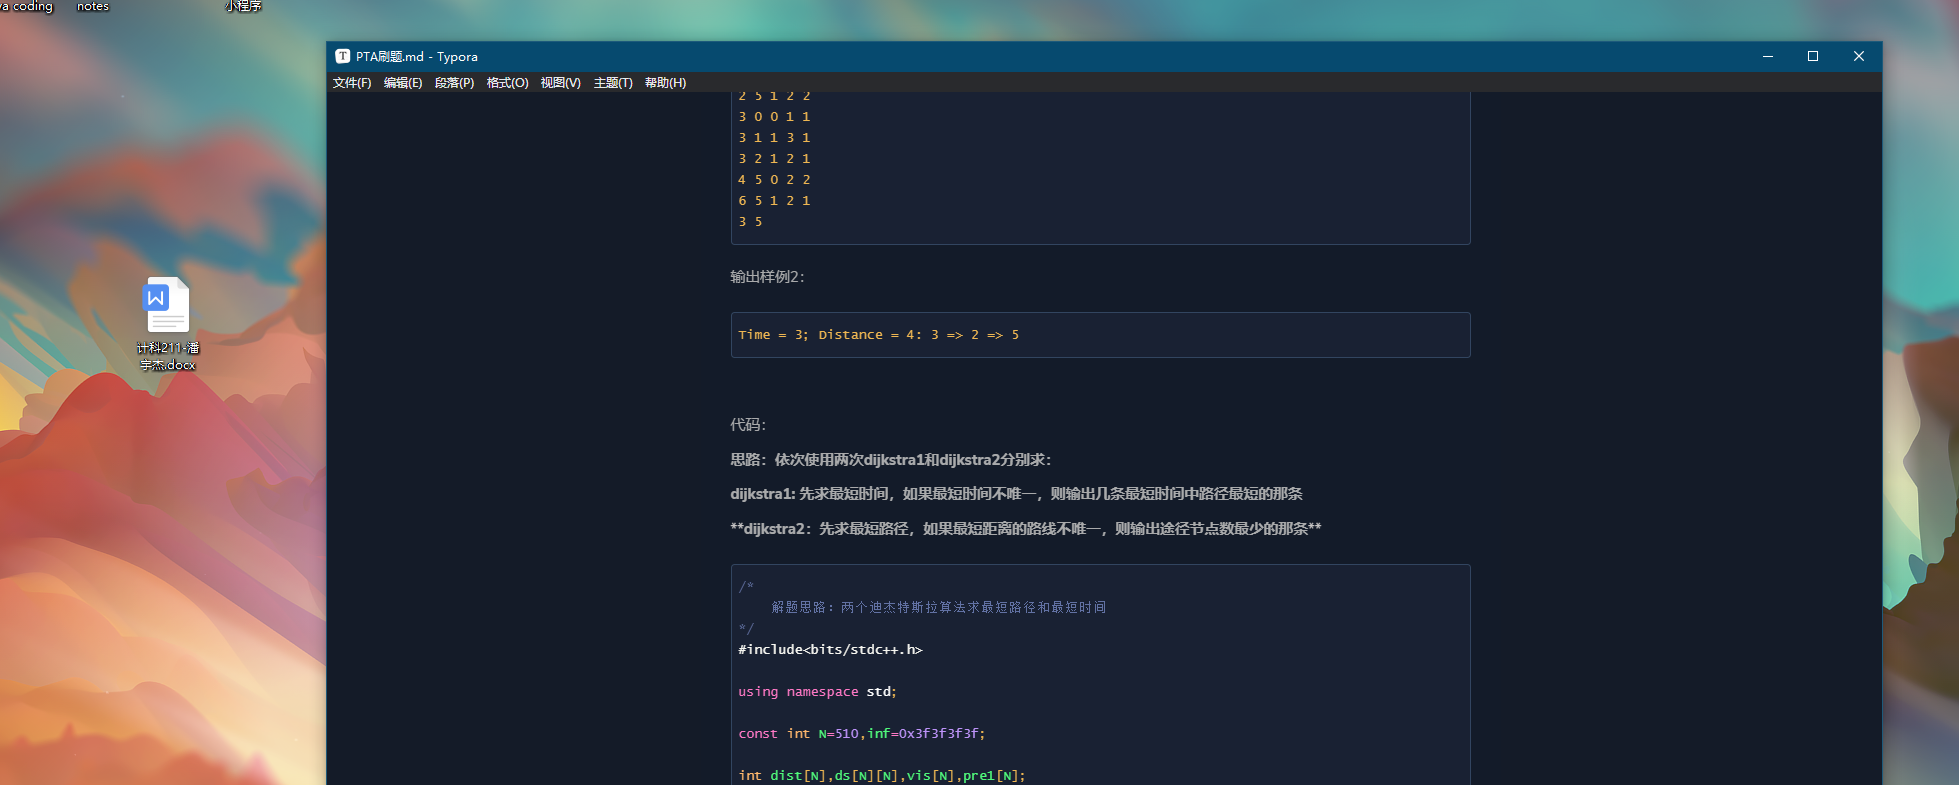 va coding
notes
小程序
PTA刷题.md - Typora
文件(F) 编辑(E) 段落(P) 格式(O) 视图(V) 主题(T) 帮助(H)
2 5 1 2 2
3 0 0 1 1
3 1 1 3 1
3 2 1 2 1
4 5 0 2 2
6 5 1 2 1
3 5
输出样例2：
Time = 3; Distance = 4: 3 => 2 => 5
计科211-潘
宇杰.docx
代码：
思路：依次使用两次dijkstra1和dijkstra2分别求：
dijkstra1: 先求最短时间，如果最短时间不唯一，则输出几条最短时间中路径最短的那条
**dijkstra2：先求最短路径，如果最短距离的路线不唯一，则输出途径节点数最少的那条**
/*
解题思路：两个迪杰特斯拉算法求最短路径和最短时间
*/
#include<bits/stdc++.h>
using namespace std;
const int N=510,inf=0x3f3f3f3f;
int dist[N],ds[N][N],vis[N],pre1[N];